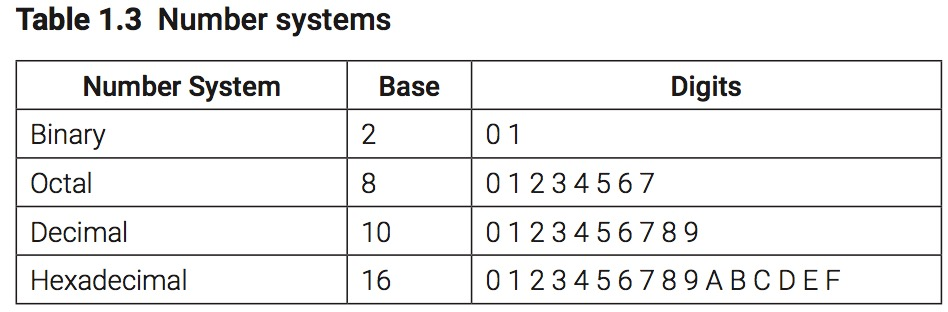 Table 1.3 Number systems
Number System Base Digits
Binary 2 0 1
Octal 8 0 1 2 3 4 5 6 7
Decimal 10 0 1 2 3 4 5 6 7 8 9
Hexadecimal 16 0 1 2 3 4 5 6 7 8 9 A B C D E F